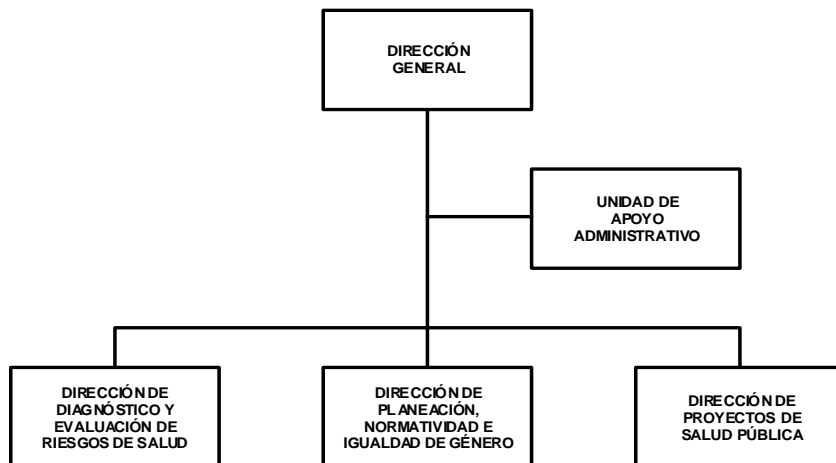 DIRECCIÓN
GENERAL
UNIDAD DE
APOYO
ADMINISTRATIVO
DIRECCIÓN DE
DIAGNÓSTICO Y
EVALUACIÓN DE
RIESGOS DE SALUD
DIRECCIÓN DE
PLANEACIÓN,
NORMATIVIDAD E
IGUALDAD DE GÉNERO
DIRECCIÓN DE
PROYECTOS DE
SALUD PÚBLICA